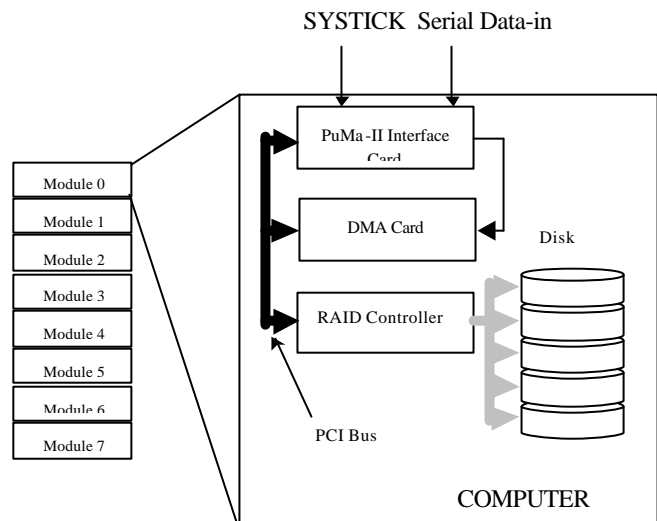 SYSTICK Serial Data-in
PuMa-II Interface
Card
DMA Card
RAID Controller
Disk
PCI Bus
COMPUTER
Module 0
Module 1
Module 2
Module 3
Module 4
Module 5
Module 6
Module 7